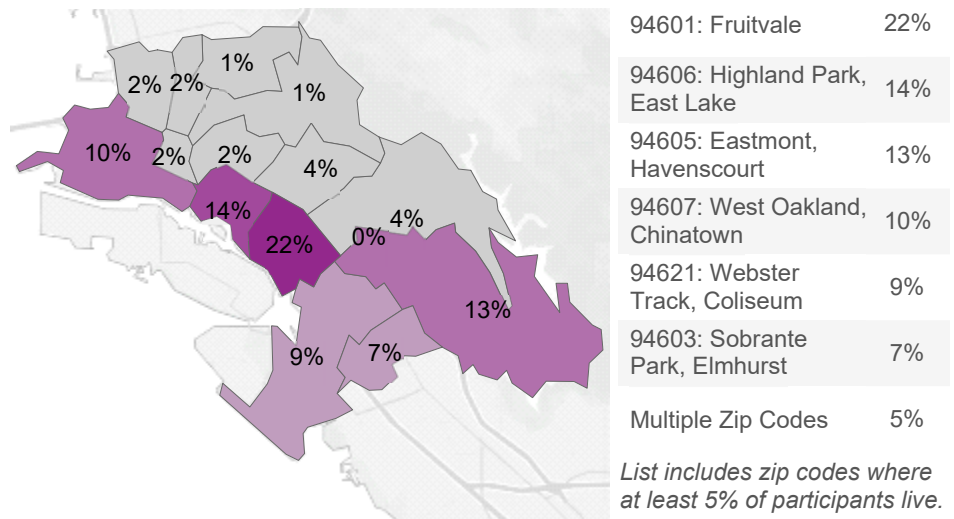 1%
2%
2%
1%
10%
2%
2%
4%
14%
4%
0%
22%
13%
9%
7%
94601: Fruitvale 22%
94606: Highland Park,
East Lake 14%
94605: Eastmont,
Havenscourt 13%
94607: West Oakland,
Chinatown 10%
94621: Webster
Track, Coliseum 9%
94603: Sobrante
Park, Elmhurst 7%
Multiple Zip Codes 5%
List includes zip codes where
at least 5% of participants live.